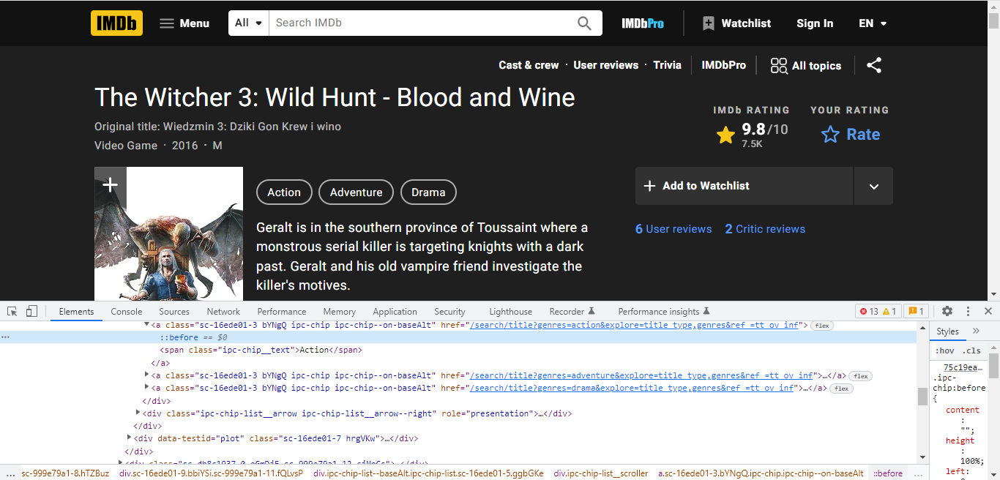 IMDb Menu All Search IMDb IMDbPro Watchlist Sign In EN
Cast & crew · User reviews · Trivia IMDbPro All topics
The Witcher 3: Wild Hunt - Blood and Wine
Original title: Wiedzmin 3: Dziki Gon Krew i wino
Video Game · 2016 · M
IMDb RATING YOUR RATING
9.8/10 Rate
7.5K
Action Adventure Drama
Add to Watchlist
Geralt is in the southern province of Toussaint where a
monstrous serial killer is targeting knights with a dark
past. Geralt and his old vampire friend investigate the
killer's motives.
6 User reviews 2 Critic reviews
Elements Console Sources Network Performance Memory Application Security Lighthouse Recorder Performance insights 13 1 1
<a class="sc-16ede01-3 bYNgQ ipc-chip ipc-chip--on-baseAlt" href="/search/title?genres=action&explore=title_type,genres&ref_=tt_ov_inf"> flex
::before == $0
<span class="ipc-chip__text">Action</span>
</a>
<a class="sc-16ede01-3 bYNgQ ipc-chip ipc-chip--on-baseAlt" href="/search/title?genres=adventure&explore=title_type,genres&ref_=tt_ov_inf">…</a> flex
<a class="sc-16ede01-3 bYNgQ ipc-chip ipc-chip--on-baseAlt" href="/search/title?genres=drama&explore=title_type,genres&ref_=tt_ov_inf">…</a> flex
</div>
<div class="ipc-chip-list__arrow ipc-chip-list__arrow--right" role="presentation">…</div>
</div>
<div data-testid="plot" class="sc-16ede01-7 hrgVKw">…</div>
</div>
Styles
:hov .cls
75c19ea…
.ipc-
chip:before
{
content
:
"";
height
:
100%;
left:
... sc-999e79a1-8.hTZBuz div.sc-16ede01-9.bbiYSi.sc-999e79a1-11.fQLvsP div.ipc-chip-list--baseAlt.ipc-chip-list.sc-16ede01-5.ggbGKe div.ipc-chip-list__scroller a.sc-16ede01-3.bYNgQ.ipc-chip.ipc-chip--on-baseAlt ::before ...